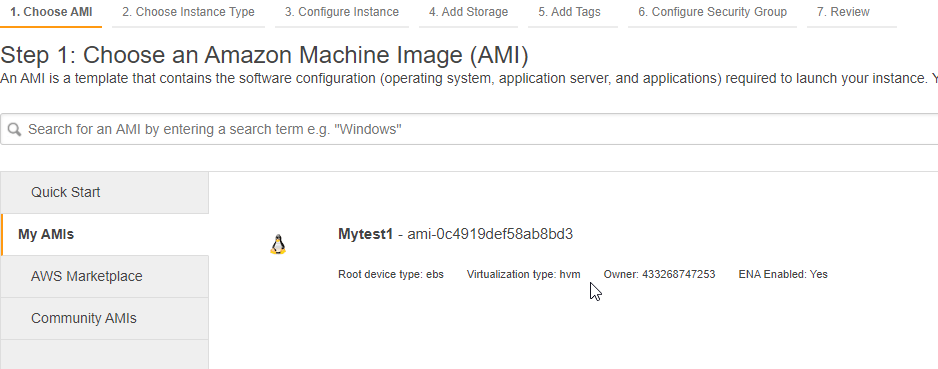 1. Choose AMI 2. Choose Instance Type 3. Configure Instance 4. Add Storage 5. Add Tags 6. Configure Security Group 7. Review
Step 1: Choose an Amazon Machine Image (AMI)
An AMI is a template that contains the software configuration (operating system, application server, and applications) required to launch your instance. Y
Search for an AMI by entering a search term e.g. "Windows"
Quick Start
My AMIs
Mytest1 - ami-0c4919def58ab8bd3
Root device type: ebs Virtualization type: hvm Owner: 433268747253 ENA Enabled: Yes
AWS Marketplace
Community AMIs